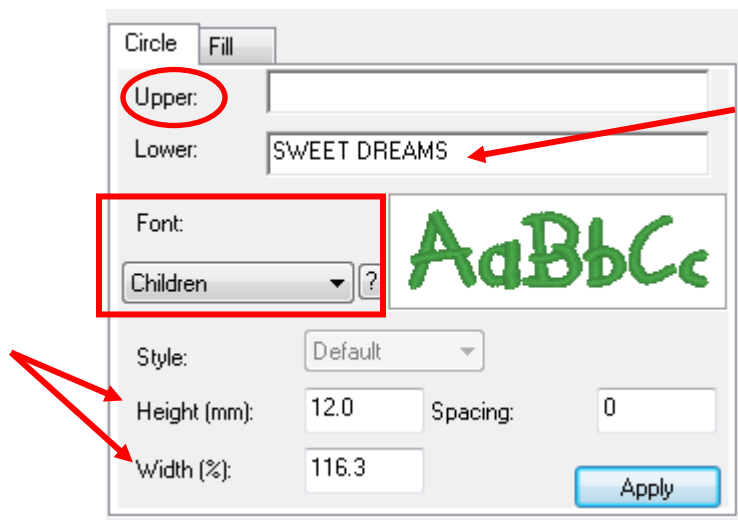 Circle Fill
Upper:
Lower: SWEET DREAMS
Font:
AaBbCc
Children ?
Style: Default
Height (mm): 12.0 Spacing: 0
Width (%): 116.3
Apply